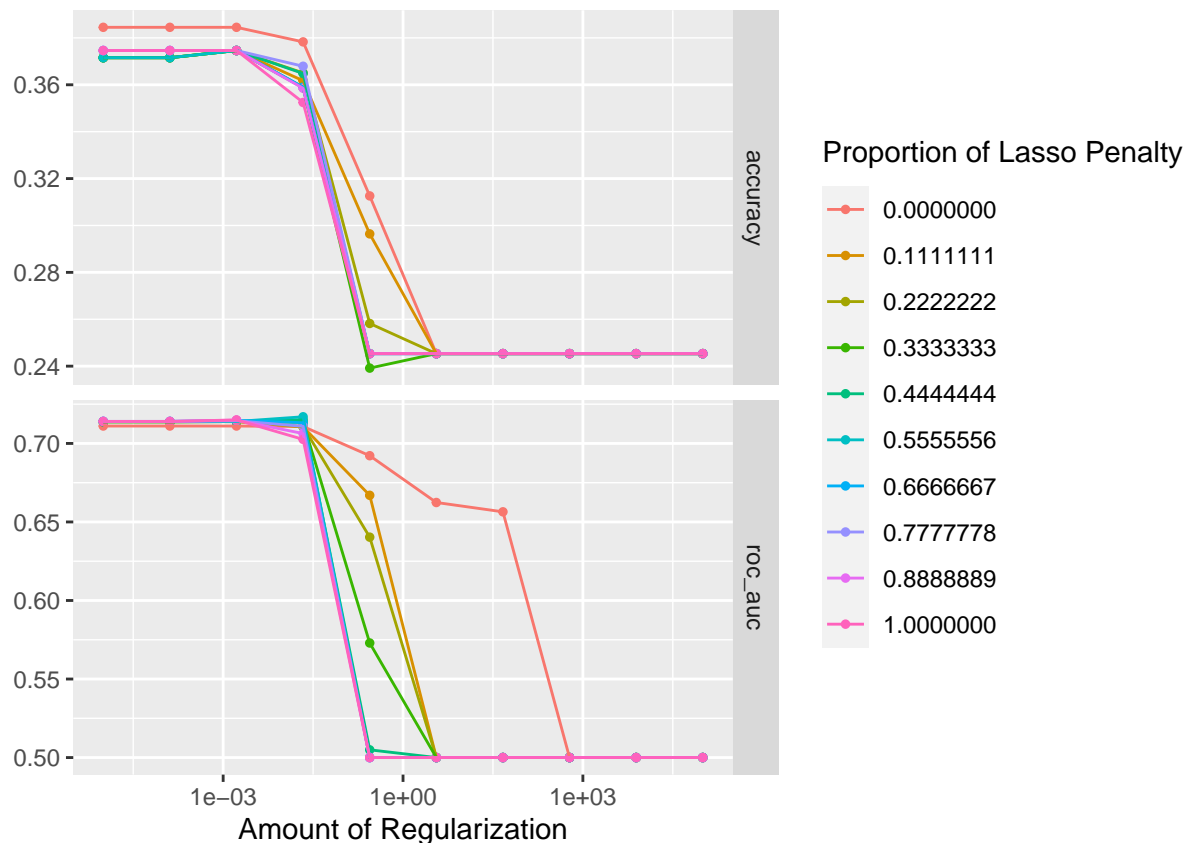 0.36
0.32
0.28
0.24
accuracy
0.70
0.65
0.60
0.55
0.50
roc_auc
1e−03
1e+00
1e+03
Amount of Regularization
Proportion of Lasso Penalty
0.0000000
0.1111111
0.2222222
0.3333333
0.4444444
0.5555556
0.6666667
0.7777778
0.8888889
1.0000000